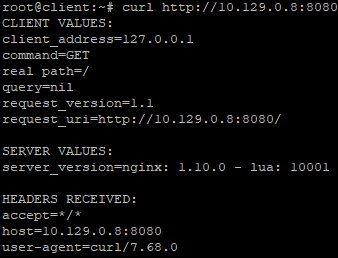 root@client:~# curl http://10.129.0.8:8080
CLIENT VALUES:
client_address=127.0.0.1
command=GET
real path=/
query=nil
request_version=1.1
request_uri=http://10.129.0.8:8080/
SERVER VALUES:
server_version=nginx: 1.10.0 - lua: 10001
HEADERS RECEIVED:
accept=*/*
host=10.129.0.8:8080
user-agent=curl/7.68.0